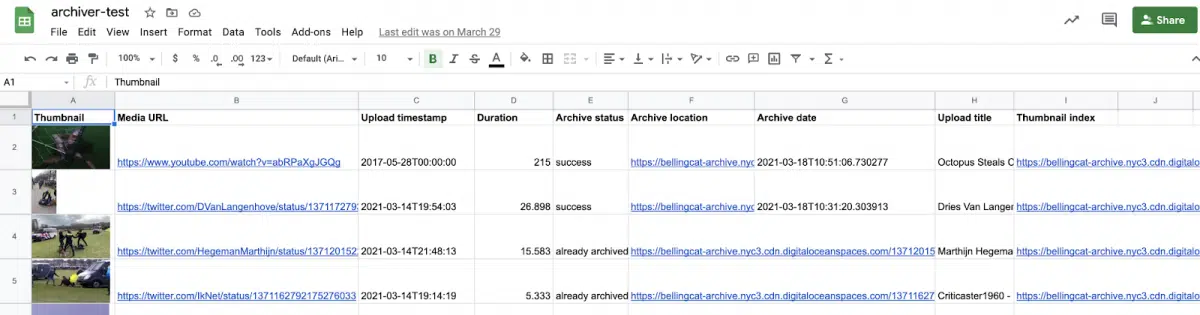 archiver-test
File Edit View Insert Format Data Tools Add-ons Help Last edit was on March 29
Share
100% $ % .0 .00 123 Default (Ari... 10 B I S A
A1 fx Thumbnail
A B C D E F G H I J
1 Thumbnail Media URL Upload timestamp Duration Archive status Archive location Archive date Upload title Thumbnail index
2 https://www.youtube.com/watch?v=abRPaXgJGQg 2017-05-28T00:00:00 215 success https://bellingcat-archive.nyc 2021-03-18T10:51:06.730277 Octopus Steals C https://bellingcat-archive.nyc3.cdn.digitalo
3 https://twitter.com/DVanLangenhove/status/1371172793 2021-03-14T19:54:03 26.898 success https://bellingcat-archive.nyc 2021-03-18T10:31:20.303913 Dries Van Langen https://bellingcat-archive.nyc3.cdn.digitalo
4 https://twitter.com/HegemanMarthijn/status/137120152 2021-03-14T21:48:13 15.583 already archived https://bellingcat-archive.nyc3.cdn.digitaloceanspaces.com/13712015 Marthijn Hegema https://bellingcat-archive.nyc3.cdn.digitalo
5 https://twitter.com/IkNet/status/1371162792175276033 2021-03-14T19:14:19 5.333 already archived https://bellingcat-archive.nyc3.cdn.digitaloceanspaces.com/13711627 Criticaster1960 - https://bellingcat-archive.nyc3.cdn.digitalo